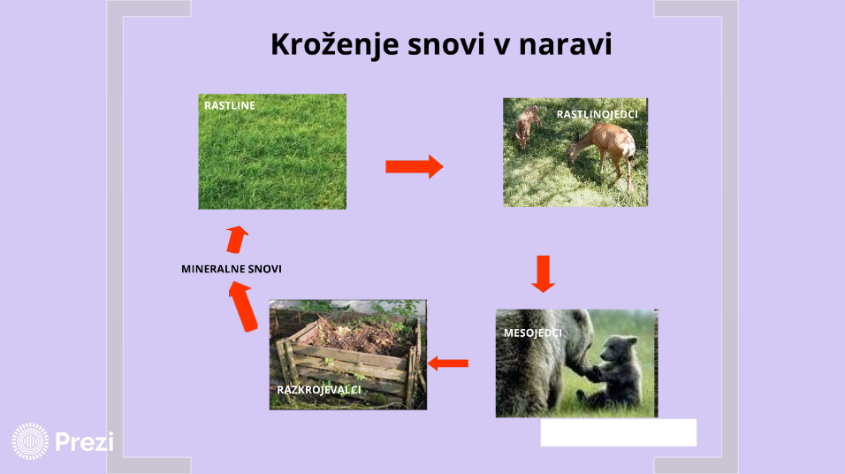 Kroženje snovi v naravi
RASTLINE
RASTLINOJEDCI
MINERALNE SNOVI
MESOJEDCI
RAZKROJEVALCI
Prezi